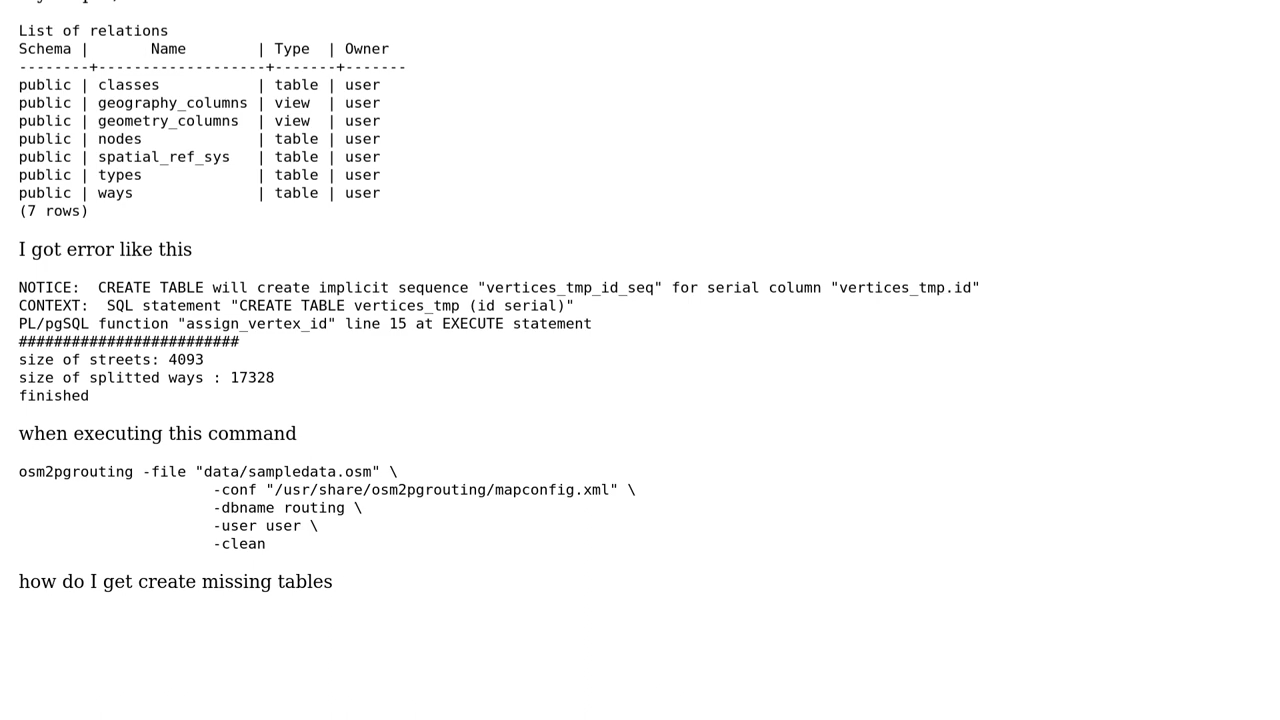 List of relations
Schema |       Name        | Type  | Owner
--------+-------------------+-------+-------
public | classes           | table | user
public | geography_columns | view  | user
public | geometry_columns  | view  | user
public | nodes             | table | user
public | spatial_ref_sys   | table | user
public | types             | table | user
public | ways              | table | user
(7 rows)
I got error like this
NOTICE:  CREATE TABLE will create implicit sequence "vertices_tmp_id_seq" for serial column "vertices_tmp.id"
CONTEXT:  SQL statement "CREATE TABLE vertices_tmp (id serial)"
PL/pgSQL function "assign_vertex_id" line 15 at EXECUTE statement
#########################
size of streets: 4093
size of splitted ways : 17328
finished
when executing this command
osm2pgrouting -file "data/sampledata.osm" \
                      -conf "/usr/share/osm2pgrouting/mapconfig.xml" \
                      -dbname routing \
                      -user user \
                      -clean
how do I get create missing tables